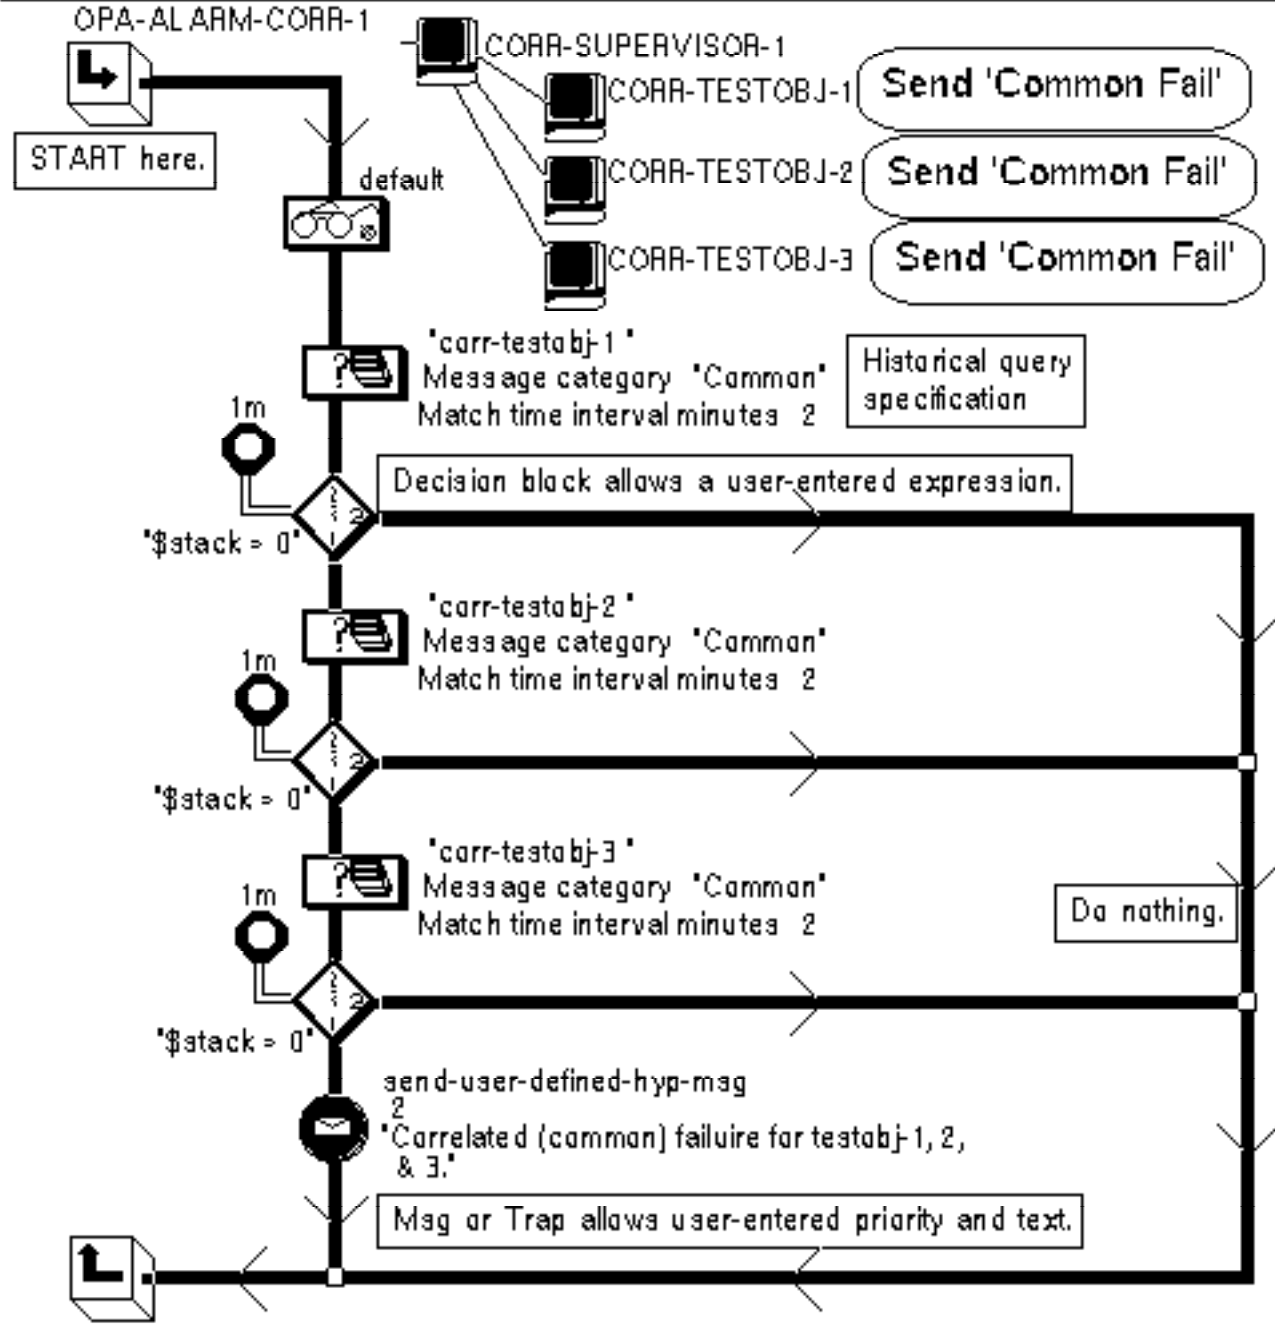 OPA-ALARM-CORR-1
CORR-SUPERVISOR-1
CORR-TESTOBJ-1
Send 'Common Fail'
START here.
CORR-TESTOBJ-2
Send 'Common Fail'
default
CORR-TESTOBJ-3
Send 'Common Fail'
"corr-testobj-1 "
Message category "Common"
Match time interval minutes 2
Historical query
specification
1m
Decision block allows a user-entered expression.
2
"$stack > 0"
"corr-testobj-2 "
Message category "Common"
Match time interval minutes 2
1m
2
"$stack > 0"
"corr-testobj-3 "
Message category "Common"
Match time interval minutes 2
1m
Do nothing.
2
"$stack > 0"
send-user-defined-hyp-msg
2
"Correlated (common) failuire for testobj-1, 2,
& 3."
Msg or Trap allows user-entered priority and text.